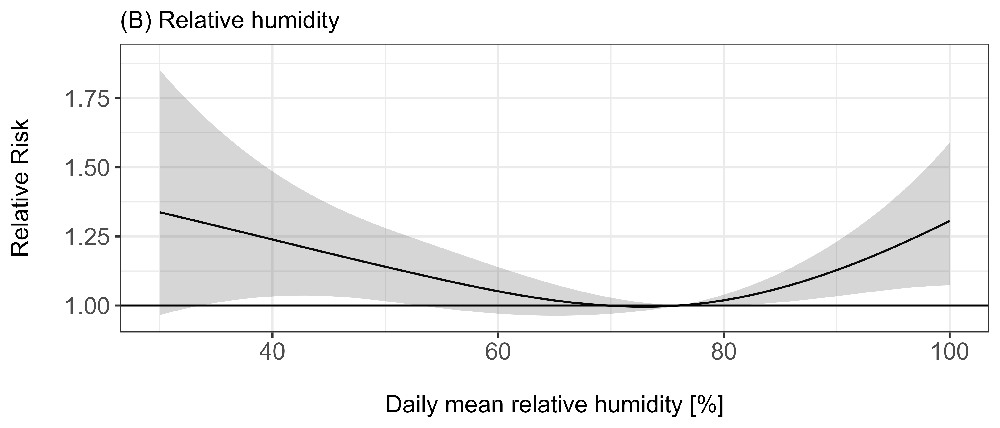 (B) Relative humidity
Relative Risk
1.75
1.50
1.25
1.00
40 60 80 100
Daily mean relative humidity [%]